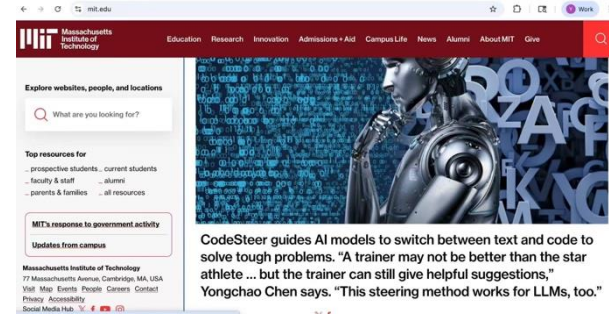 mit.edu
Work
Massachusetts
Institute of
Technology
Education Research Innovation Admissions + Aid Campus Life News Alumni About MIT Give
Explore websites, people, and locations
What are you looking for?
Top resources for
prospective students
current students
faculty & staff
alumni
parents & families
all resources
MIT's response to government activity
Updates from campus
Massachusetts Institute of Technology
77 Massachusetts Avenue, Cambridge, MA, USA
Visit Map Events People Careers Contact
Privacy Accessibility
Social Media Hub
CodeSteer guides AI models to switch between text and code to
solve tough problems. “A trainer may not be better than the star
athlete ... but the trainer can still give helpful suggestions,”
Yongchao Chen says. “This steering method works for LLMs, too.”